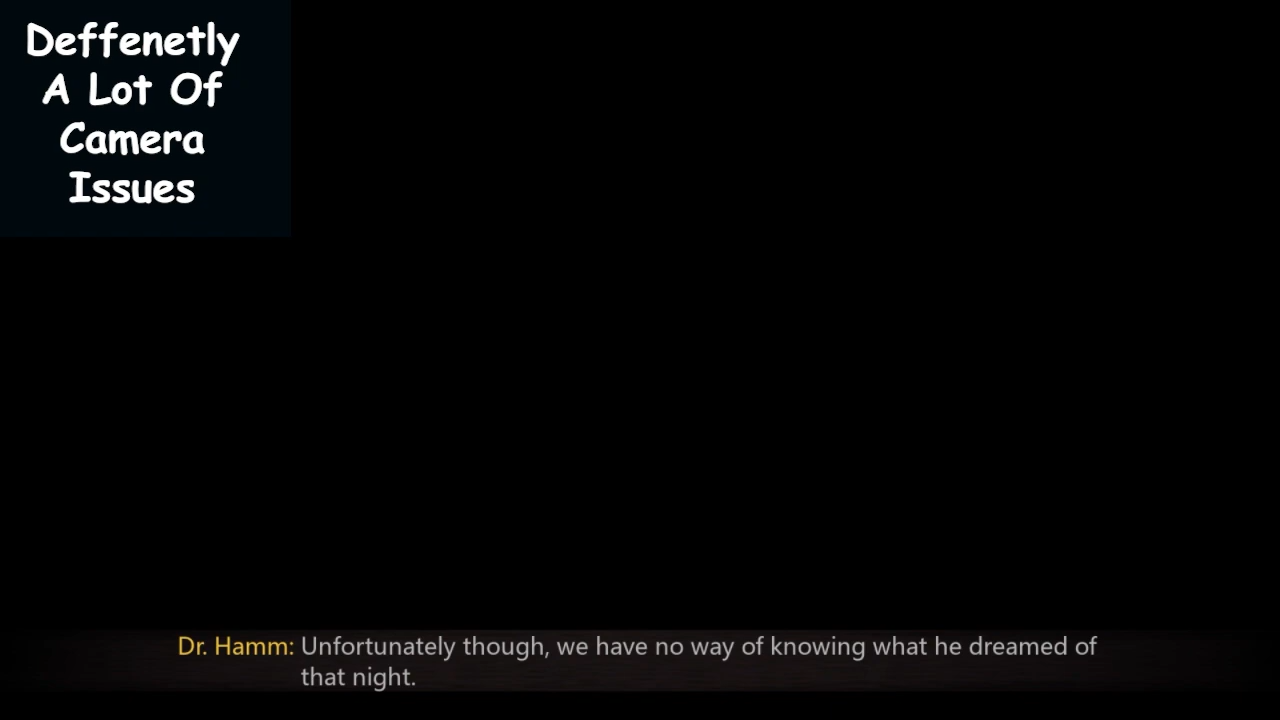 Deffenetly
A Lot Of
Camera
Issues
Dr. Hamm: Unfortunately though, we have no way of knowing what he dreamed of
that night.